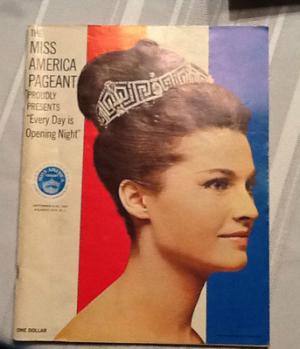 THE
MISS
AMERICA
PAGEANT
PROUDLY
PRESENTS
"Every Day is
Opening Night"
ONE DOLLAR